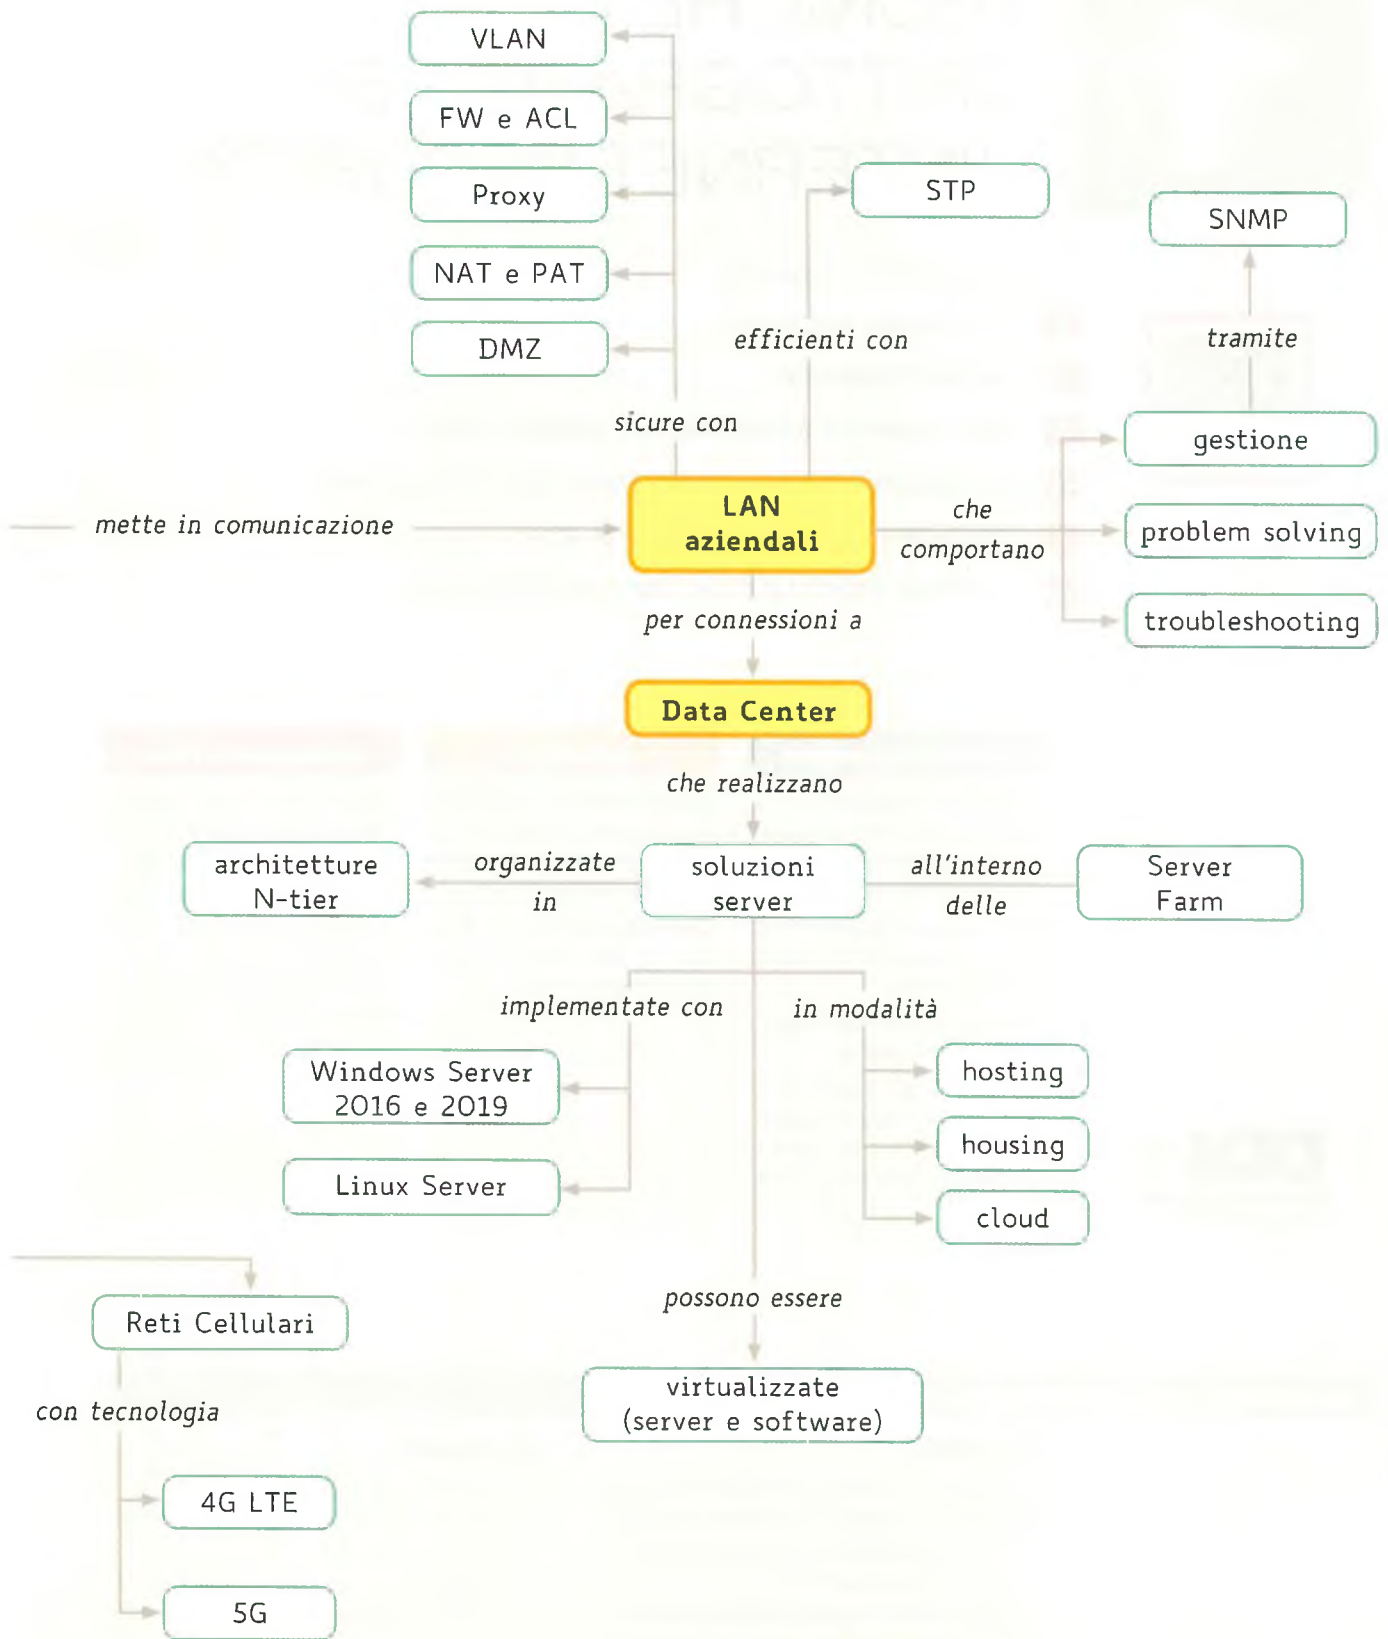 VLAN
FW e ACL
Proxy
NAT e PAT
DMZ
sicure con
STP
efficienti con
SNMP
tramite
gestione
problem solving
troubleshooting
mette in comunicazione
LAN
aziendali
che
comportano
per connessioni a
Data Center
che realizzano
architetture
N-tier
organizzate
in
soluzioni
server
all'interno
delle
Server
Farm
implementate con
in modalità
Windows Server
2016 e 2019
Linux Server
hosting
housing
cloud
possono essere
virtualizzate
(server e software)
Reti Cellulari
con tecnologia
4G LTE
5G